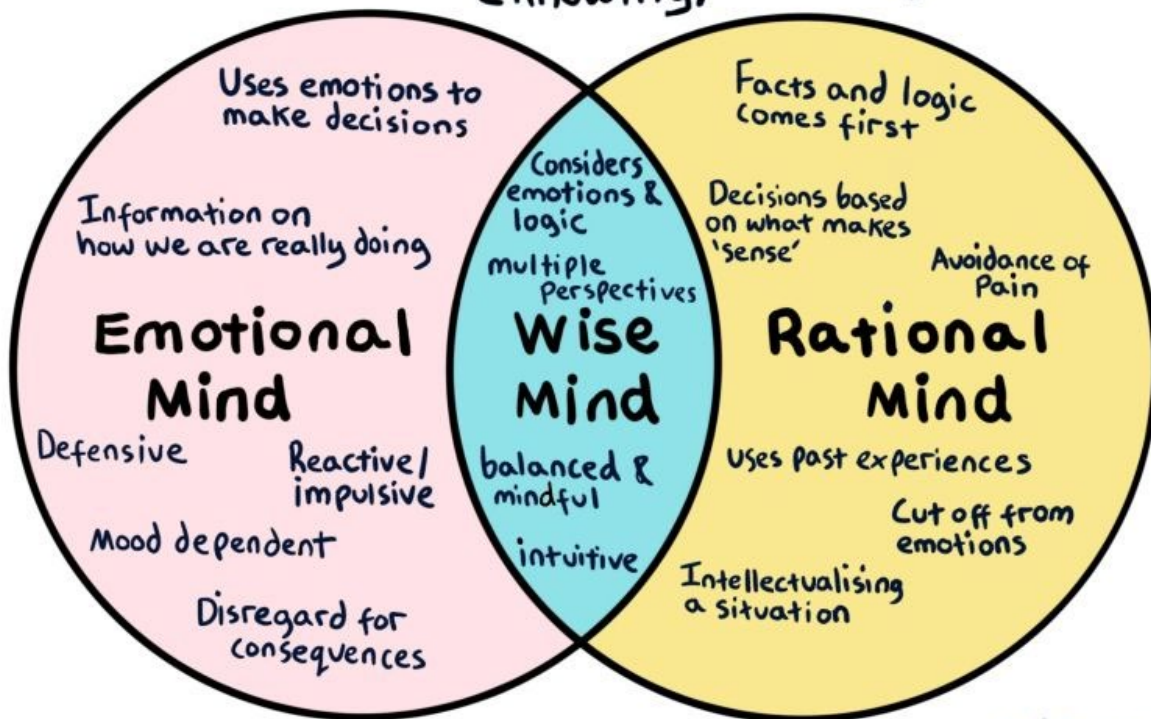 Uses emotions to
make decisions
Information on
how we are really doing
Emotional
Mind
Defensive
Reactive/
impulsive
Mood dependent
Disregard for
consequences
Considers
emotions &
logic
multiple
perspectives
Wise
Mind
balanced &
mindful
intuitive
Facts and logic
comes first
Decisions based
on what makes
'sense'
Avoidance of
Pain
Rational
Mind
uses past experiences
Cut off from
emotions
Intellectualising
a situation